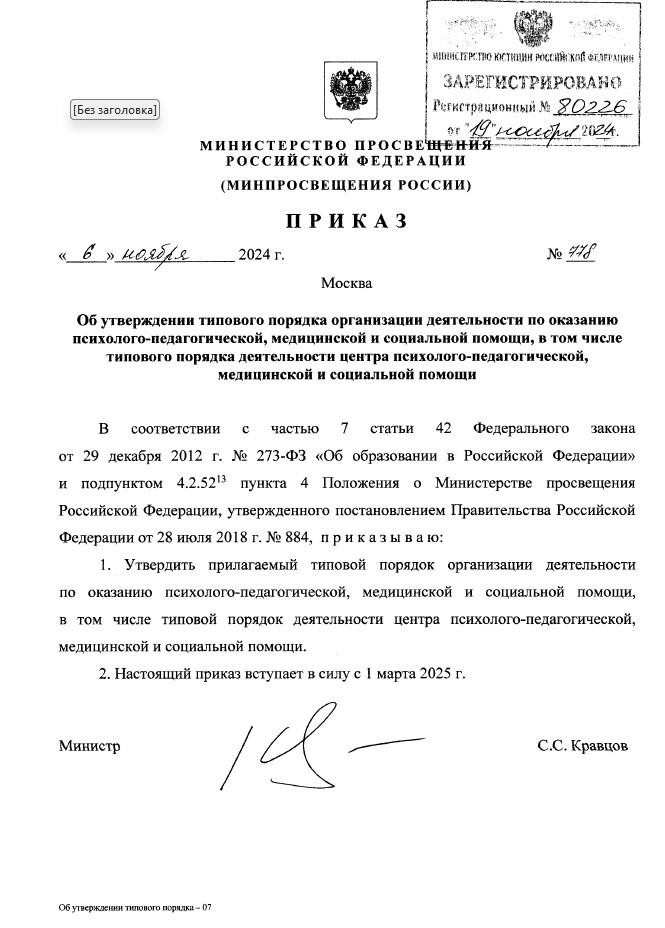 МИНИСТЕРСТВО ЮСТИЦИИ РОССИЙСКОЙ ФЕДЕРАЦИИ
ЗАРЕГИСТРИРОВАНО
Регистрационный № 80226
от "19" ноября 2024г.
[Без заголовка]
МИНИСТЕРСТВО ПРОСВЕЩЕНИЯ
РОССИЙСКОЙ ФЕДЕРАЦИИ
(МИНПРОСВЕЩЕНИЯ РОССИИ)
ПРИКАЗ
« 6 » ноября 2024 г.
№ 778
Москва
Об утверждении типового порядка организации деятельности по оказанию
психолого-педагогической, медицинской и социальной помощи, в том числе
типового порядка деятельности центра психолого-педагогической,
медицинской и социальной помощи
В соответствии с частью 7 статьи 42 Федерального закона
от 29 декабря 2012 г. № 273-ФЗ «Об образовании в Российской Федерации»
и подпунктом 4.2.52¹³ пункта 4 Положения о Министерстве просвещения
Российской Федерации, утвержденного постановлением Правительства Российской
Федерации от 28 июля 2018 г. № 884, п р и к а з ы в а ю:
1. Утвердить прилагаемый типовой порядок организации деятельности
по оказанию психолого-педагогической, медицинской и социальной помощи,
в том числе типовой порядок деятельности центра психолого-педагогической,
медицинской и социальной помощи.
2. Настоящий приказ вступает в силу с 1 марта 2025 г.
Министр
С.С. Кравцов
Об утверждении типового порядка – 07